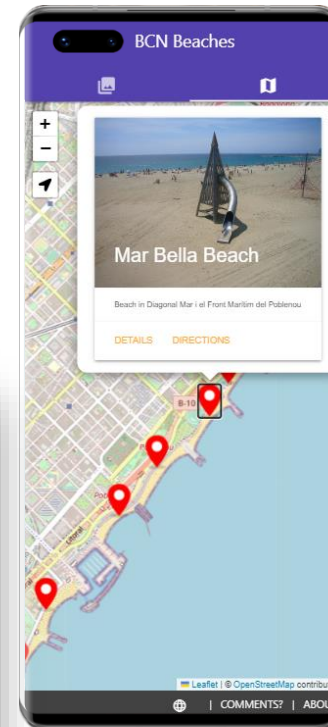 BCN Beaches
+
−
Mar Bella Beach
Beach in Diagonal Mar i el Front Marítim del Poblenou
DETAILS DIRECTIONS
B-10
Litoral
Leaflet | © OpenStreetMap contribu
| COMMENTS? | ABOU